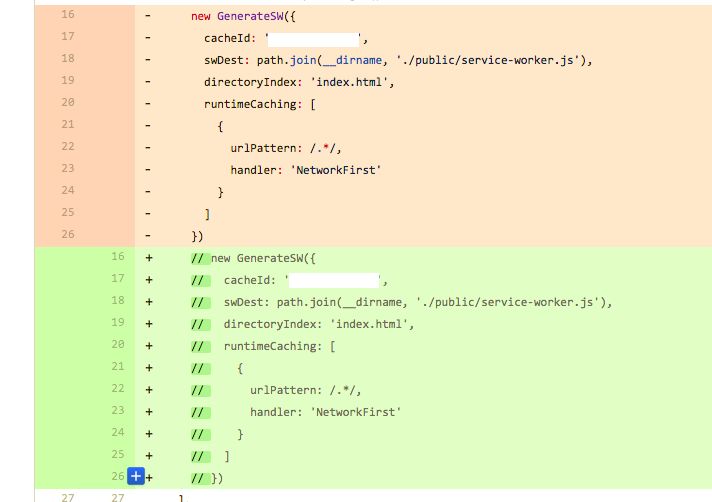 16 - new GenerateSW({
17 - cacheId: ' ',
18 - swDest: path.join(__dirname, './public/service-worker.js'),
19 - directoryIndex: 'index.html',
20 - runtimeCaching: [
21 - {
22 - urlPattern: /.*/,
23 - handler: 'NetworkFirst'
24 - }
25 - ]
26 - })
16 + // new GenerateSW({
17 + // cacheId: ' ',
18 + // swDest: path.join(__dirname, './public/service-worker.js'),
19 + // directoryIndex: 'index.html',
20 + // runtimeCaching: [
21 + // {
22 + // urlPattern: /.*/,
23 + // handler: 'NetworkFirst'
24 + // }
25 + // ]
26 + + // })
27 27 ]